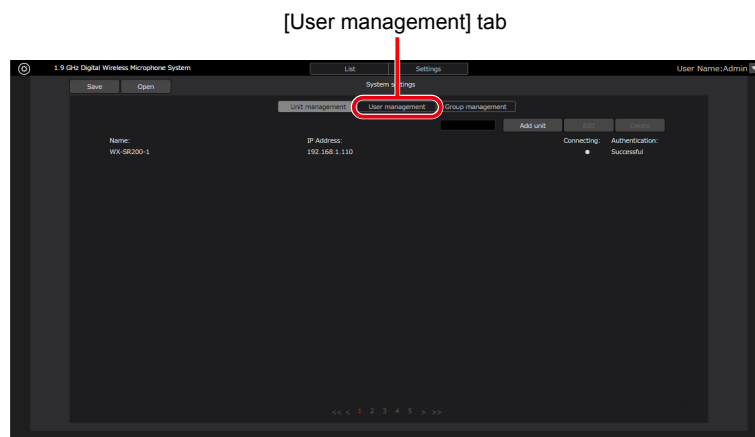 [User management] tab
1.9 GHz Digital Wireless Microphone System List Settings User Name:Admin
Save Open System settings
Unit management User management Group management
Add unit Edit Delete
Name: IP Address: Connecting: Authentication:
WX-SR200-1 192.168.1.110 Successful
<< < 1 2 3 4 5 > >>